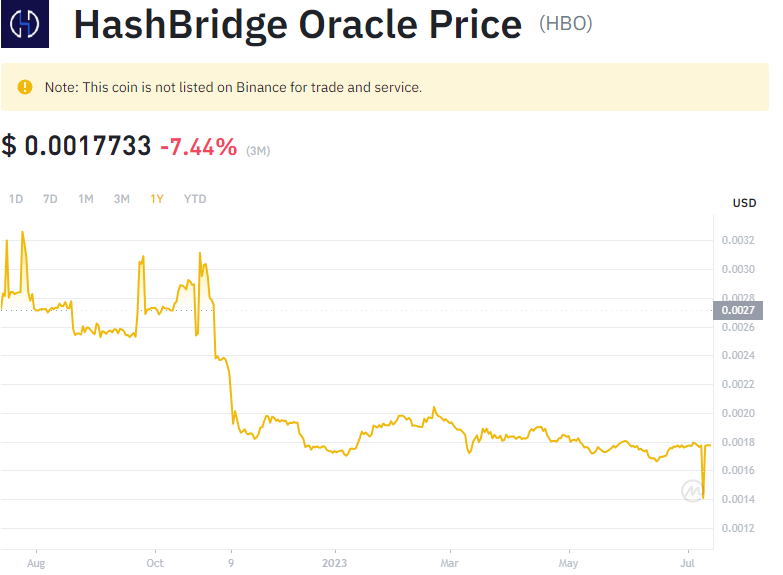 HashBridge Oracle Price (HBO)
Note: This coin is not listed on Binance for trade and service.
$ 0.0017733 -7.44% (3M)
1D 7D 1M 3M 1Y YTD
USD
0.0032
0.0030
0.0028
0.0027
0.0026
0.0024
0.0022
0.0020
0.0018
0.0016
0.0014
0.0012
Aug Oct 9 2023 Mar May Jul